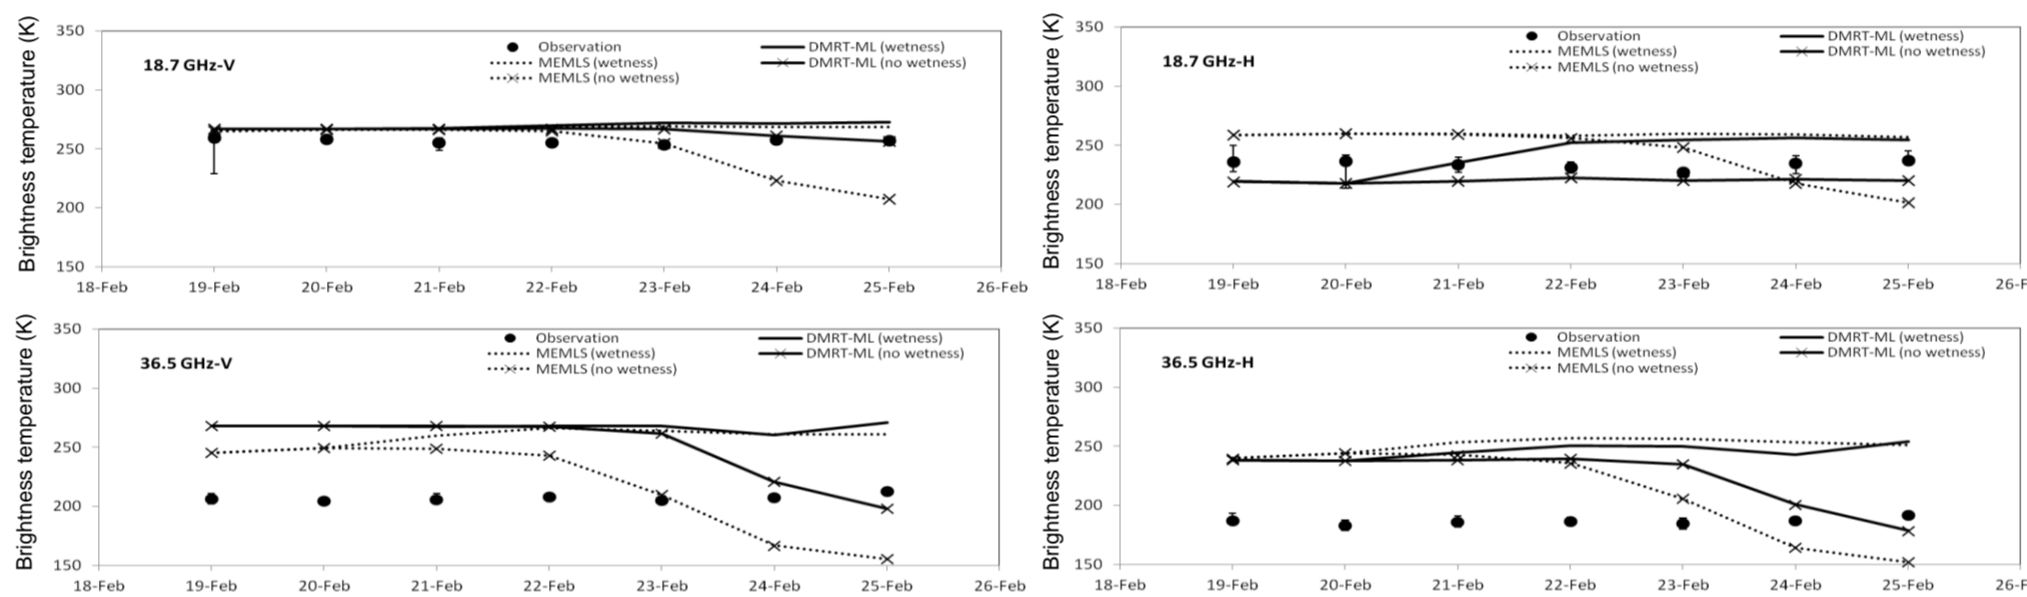 Brightness temperature (K)
350
300
250
200
150
18.7 GHz-V
Observation
DMRT-ML (wetness)
MEMLS (wetness)
DMRT-ML (no wetness)
MEMLS (no wetness)
18-Feb 19-Feb 20-Feb 21-Feb 22-Feb 23-Feb 24-Feb 25-Feb 26-Feb
Brightness temperature (K)
350
300
250
200
150
18.7 GHz-H
Observation
DMRT-ML (wetness)
MEMLS (wetness)
DMRT-ML (no wetness)
MEMLS (no wetness)
18-Feb 19-Feb 20-Feb 21-Feb 22-Feb 23-Feb 24-Feb 25-Feb 26-F
Brightness temperature (K)
350
300
250
200
150
36.5 GHz-V
Observation
DMRT-ML (wetness)
MEMLS (wetness)
DMRT-ML (no wetness)
MEMLS (no wetness)
18-Feb 19-Feb 20-Feb 21-Feb 22-Feb 23-Feb 24-Feb 25-Feb 26-Feb
Brightness temperature (K)
350
300
250
200
150
36.5 GHz-H
Observation
DMRT-ML (wetness)
MEMLS (wetness)
DMRT-ML (no wetness)
MEMLS (no wetness)
18-Feb 19-Feb 20-Feb 21-Feb 22-Feb 23-Feb 24-Feb 25-Feb 26-F